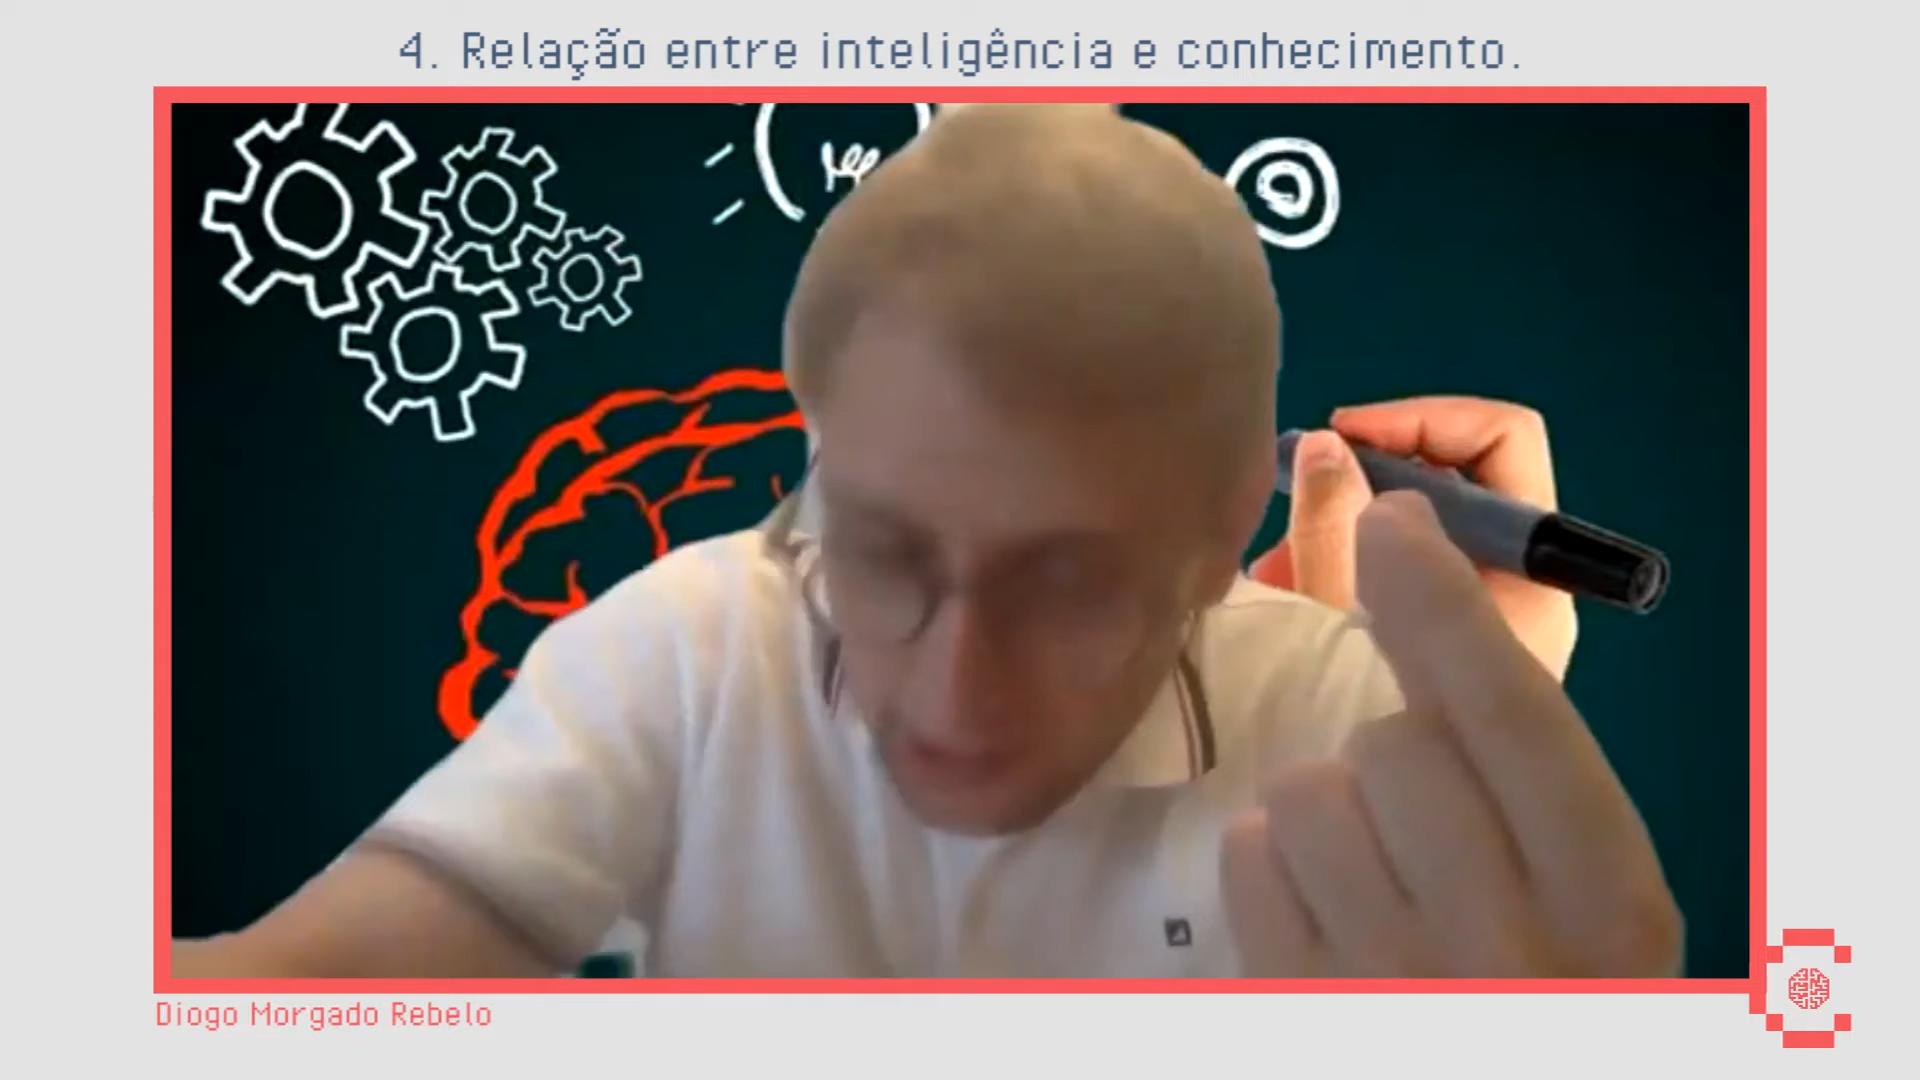 4. Relação entre inteligência e conhecimento.
Diogo Morgado Rebelo